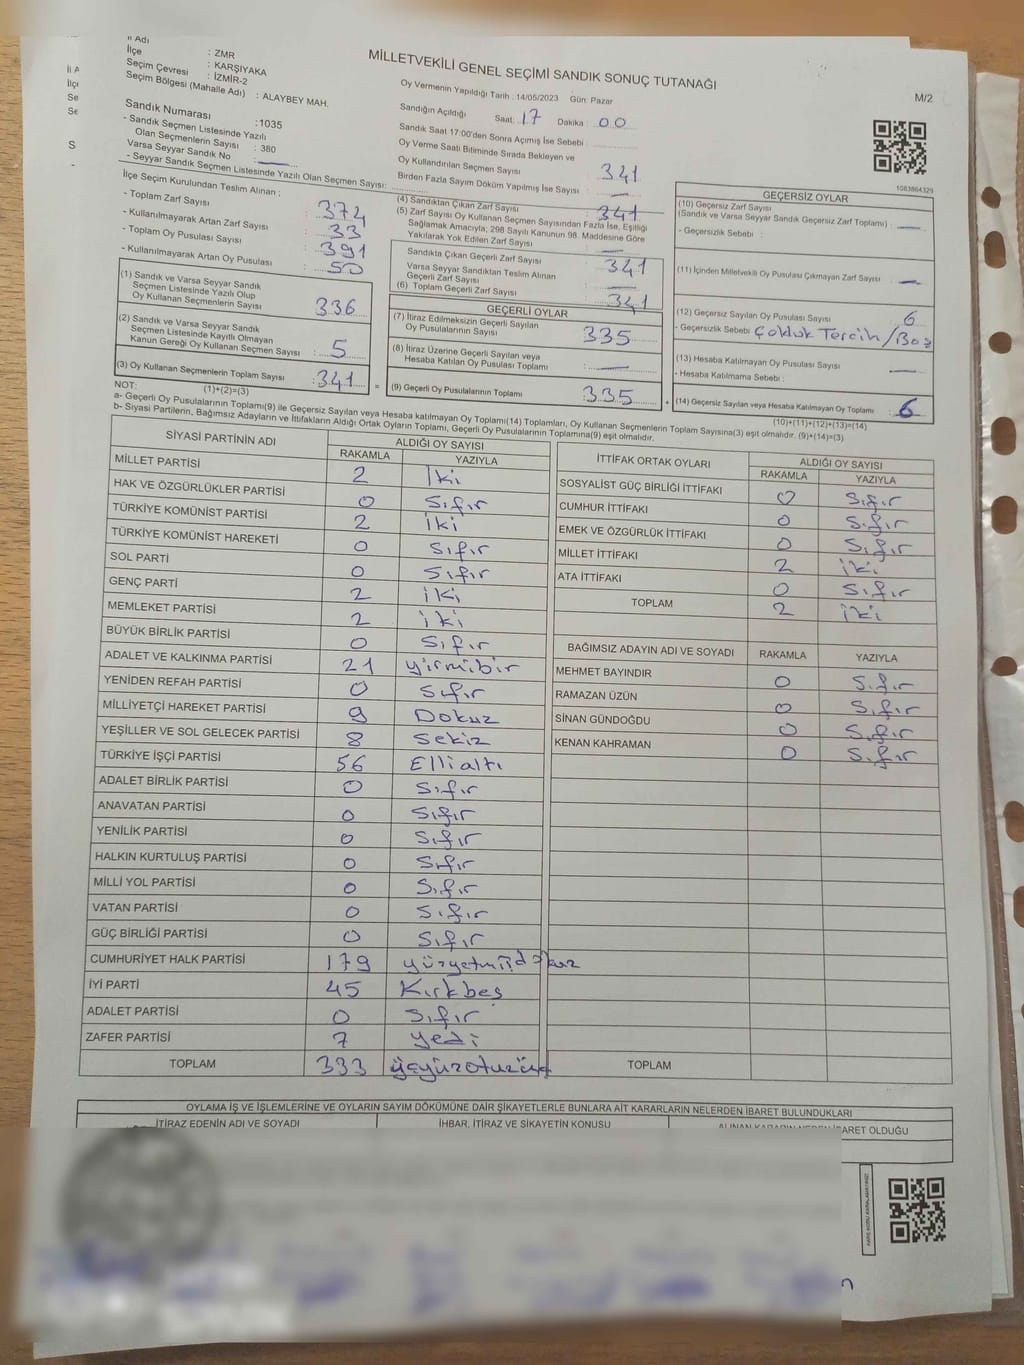 İl Adı : ZMR
İlçe : KARŞIYAKA
Seçim Çevresi : İZMİR-2
Seçim Bölgesi (Mahalle Adı) : ALAYBEY MAH.
Sandık Numarası :1035
- Sandık Seçmen Listesinde Yazılı
Olan Seçmenlerin Sayısı : 380
Varsa Seyyar Sandık No : —
- Seyyar Sandık Seçmen Listesinde Yazılı Olan Seçmen Sayısı:
MİLLETVEKİLİ GENEL SEÇİMİ SANDIK SONUÇ TUTANAĞI
M/2
Oy Vermenin Yapıldığı Tarih : 14/05/2023 Gün: Pazar
Sandığın Açıldığı Saat: 17 Dakika : 00
Sandık Saat 17:00'den Sonra Açılmış İse Sebebi :
Oy Verme Saati Bitiminde Sırada Bekleyen ve
Oy Kullandırılan Seçmen Sayısı 341
Birden Fazla Sayım Döküm Yapılmış İse Sayısı : —
1083864329
İlçe Seçim Kurulundan Teslim Alınan :
- Toplam Zarf Sayısı : 374
- Kullanılmayarak Artan Zarf Sayısı : 33
- Toplam Oy Pusulası Sayısı : 391
- Kullanılmayarak Artan Oy Pusulası : 50
(1) Sandık ve Varsa Seyyar Sandık
Seçmen Listesinde Yazılı Olup
Oy Kullanan Seçmenlerin Sayısı : 336
(2) Sandık ve Varsa Seyyar Sandık
Seçmen Listesinde Kayıtlı Olmayan
Kanun Gereği Oy Kullanan Seçmen Sayısı : 5
(3) Oy Kullanan Seçmenlerin Toplam Sayısı : 341 =
(1)+(2)=(3)
(4) Sandıktan Çıkan Zarf Sayısı : 341
(5) Zarf Sayısı Oy Kullanan Seçmen Sayısından Fazla İse, Eşitliği
Sağlamak Amacıyla; 298 Sayılı Kanunun 98. Maddesine Göre
Yakılarak Yok Edilen Zarf Sayısı : —
Sandıkta Çıkan Geçerli Zarf Sayısı : 341
Varsa Seyyar Sandıktan Teslim Alınan
Geçerli Zarf Sayısı : —
(6) Toplam Geçerli Zarf Sayısı : 341
GEÇERLİ OYLAR
(7) İtiraz Edilmeksizin Geçerli Sayılan
Oy Pusulalarının Sayısı : 335
(8) İtiraz Üzerine Geçerli Sayılan veya
Hesaba Katılan Oy Pusulası Toplamı : —
(9) Geçerli Oy Pusulalarının Toplamı : 335 +
GEÇERSİZ OYLAR
(10) Geçersiz Zarf Sayısı
(Sandık ve Varsa Seyyar Sandık Geçersiz Zarf Toplamı) : —
- Geçersizlik Sebebi :
(11) İçinden Milletvekili Oy Pusulası Çıkmayan Zarf Sayısı : —
(12) Geçersiz Sayılan Oy Pusulası Sayısı : 6
- Geçersizlik Sebebi : Çokluk Tercih/Boş
(13) Hesaba Katılmayan Oy Pusulası Sayısı : —
- Hesaba Katılmama Sebebi :
(14) Geçersiz Sayılan veya Hesaba Katılmayan Oy Toplamı : 6
(10)+(11)+(12)+(13)=(14)
NOT:
a- Geçerli Oy Pusulaları Toplamı(9) ile Geçersiz Sayılan veya Hesaba katılmayan Oy Toplamı(14) Toplamları, Oy Kullanan Seçmenlerin Toplam Sayısına(3) eşit olmalıdır. (9)+(14)=(3)
b- Siyasi Partilerin, Bağımsız Adayların ve İttifakların Aldığı Ortak Oyların Toplamı, Geçerli Oy Pusulalarının Toplamına(9) eşit olmalıdır.
SİYASİ PARTİNİN ADI ALDIĞI OY SAYISI
RAKAMLA YAZIYLA
MİLLET PARTİSİ 2 İki
HAK VE ÖZGÜRLÜKLER PARTİSİ 0 Sıfır
TÜRKİYE KOMÜNİST PARTİSİ 2 iki
TÜRKİYE KOMÜNİST HAREKETİ 0 Sıfır
SOL PARTİ 0 Sıfır
GENÇ PARTİ 2 iki
MEMLEKET PARTİSİ 2 iki
BÜYÜK BİRLİK PARTİSİ 0 Sıfır
ADALET VE KALKINMA PARTİSİ 21 yirmibir
YENİDEN REFAH PARTİSİ 0 Sıfır
MİLLİYETÇİ HAREKET PARTİSİ 9 Dokuz
YEŞİLLER VE SOL GELECEK PARTİSİ 8 Sekiz
TÜRKİYE İŞÇİ PARTİSİ 56 Ellialtı
ADALET BİRLİK PARTİSİ 0 Sıfır
ANAVATAN PARTİSİ 0 Sıfır
YENİLİK PARTİSİ 0 Sıfır
HALKIN KURTULUŞ PARTİSİ 0 Sıfır
MİLLİ YOL PARTİSİ 0 Sıfır
VATAN PARTİSİ 0 Sıfır
GÜÇ BİRLİĞİ PARTİSİ 0 Sıfır
CUMHURİYET HALK PARTİSİ 179
İYİ PARTİ 45 Kırkbeş
ADALET PARTİSİ 0 Sıfır
ZAFER PARTİSİ 7 yedi
TOPLAM 333 üçyüzotuzüç
İTTİFAK ORTAK OYLARI ALDIĞI OY SAYISI
RAKAMLA YAZIYLA
SOSYALİST GÜÇ BİRLİĞİ İTTİFAKI 0 Sıfır
CUMHUR İTTİFAKI 0 Sıfır
EMEK VE ÖZGÜRLÜK İTTİFAKI 0 Sıfır
MİLLET İTTİFAKI 2 iki
ATA İTTİFAKI 0 Sıfır
TOPLAM 2 iki
BAĞIMSIZ ADAYIN ADI VE SOYADI RAKAMLA YAZIYLA
MEHMET BAYINDIR 0 Sıfır
RAMAZAN ÜZÜN 0 Sıfır
SİNAN GÜNDOĞDU 0 Sıfır
KENAN KAHRAMAN 0 Sıfır
TOPLAM
OYLAMA İŞ VE İŞLEMLERİNE VE OYLARIN SAYIM DÖKÜMÜNE DAİR ŞİKAYETLERLE BUNLARA AİT KARARLARIN NELERDEN İBARET BULUNDUKLARI
İTİRAZ EDENİN ADI VE SOYADI İHBAR, İTİRAZ VE ŞİKAYETİN KONUSU ALINAN KARARIN NEDEN İBARET OLDUĞU